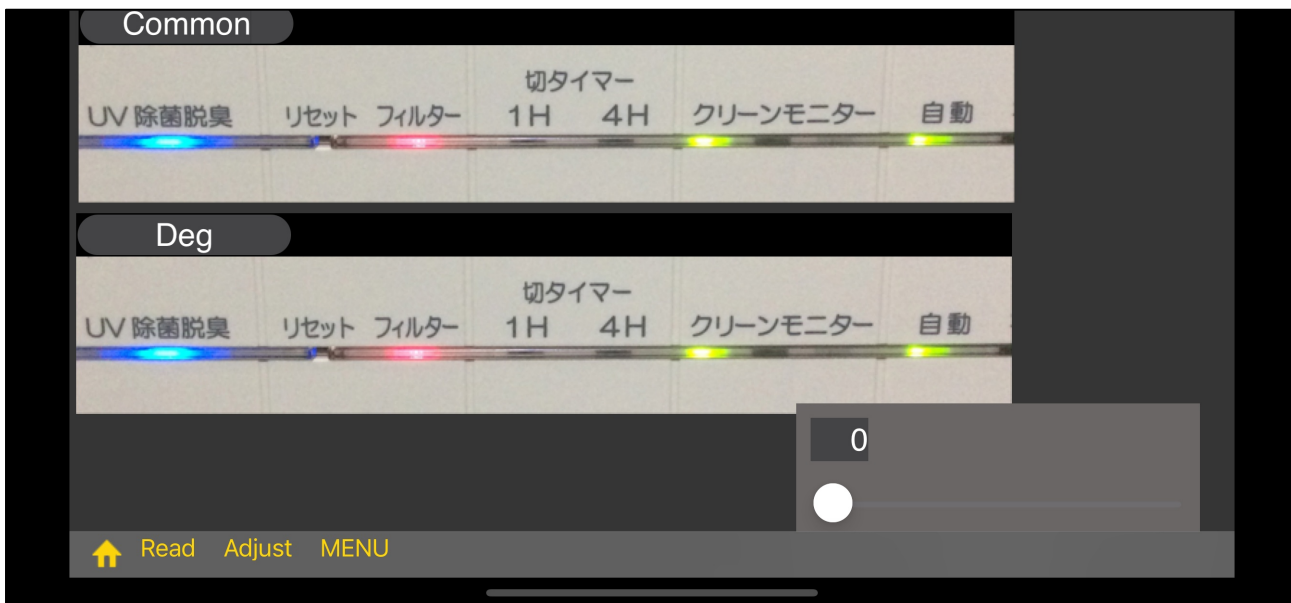 Common
切タイマー
UV 除菌脱臭 リセット フィルター 1H 4H クリーンモニター 自動
Deg
切タイマー
UV 除菌脱臭 リセット フィルター 1H 4H クリーンモニター 自動
0
Read Adjust MENU